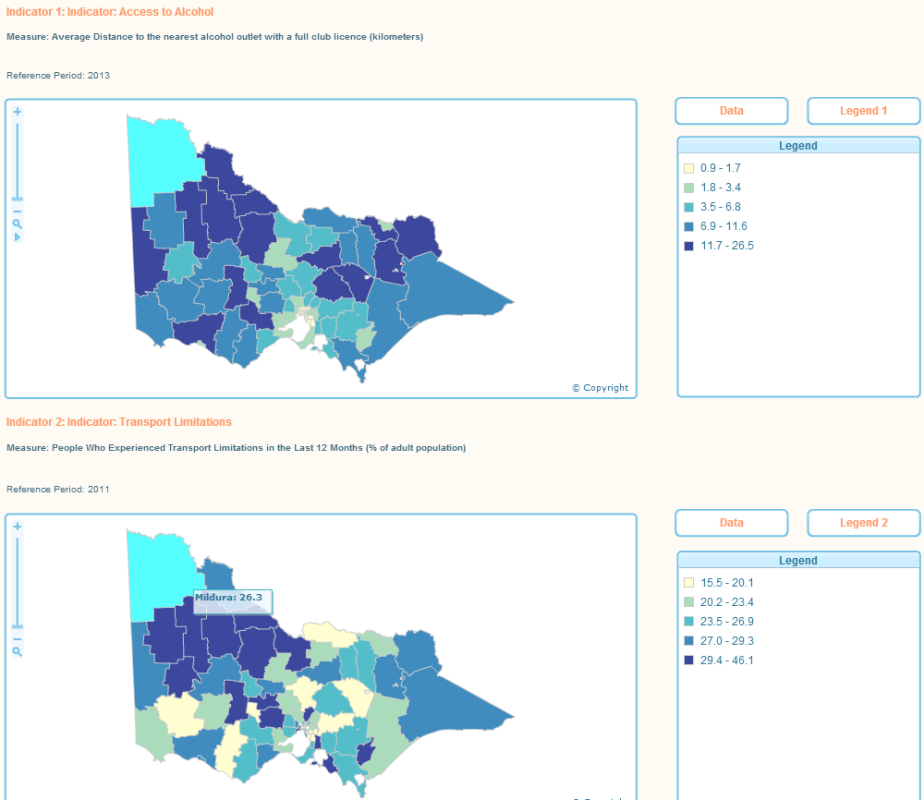 Indicator 1: Indicator: Access to Alcohol
Measure: Average Distance to the nearest alcohol outlet with a full club licence (kilometers)
Reference Period: 2013
Data
Legend 1
Legend
0.9 - 1.7
1.8 - 3.4
3.5 - 6.8
6.9 - 11.6
11.7 - 26.5
© Copyright
Indicator 2: Indicator: Transport Limitations
Measure: People Who Experienced Transport Limitations in the Last 12 Months (% of adult population)
Reference Period: 2011
Data
Legend 2
Legend
15.5 - 20.1
20.2 - 23.4
23.5 - 26.9
27.0 - 29.3
29.4 - 46.1
Mildura: 26.3